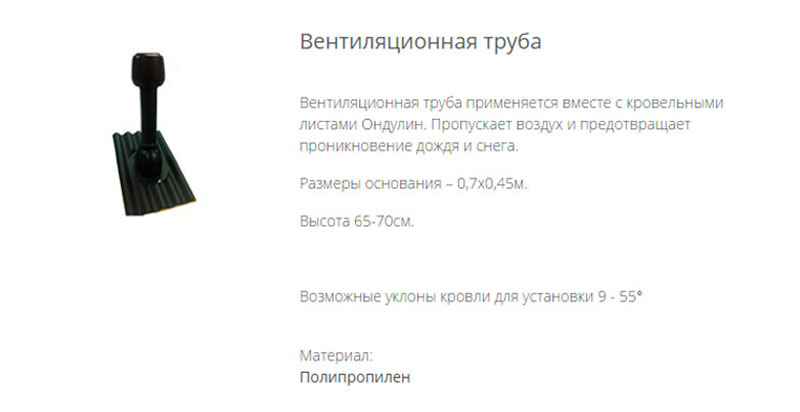 Вентиляционная труба
Вентиляционная труба применяется вместе с кровельными
листами Ондулин. Пропускает воздух и предотвращает
проникновение дождя и снега.
Размеры основания – 0,7х0,45м.
Высота 65-70см.
Возможные уклоны кровли для установки 9 - 55°
Материал:
Полипропилен